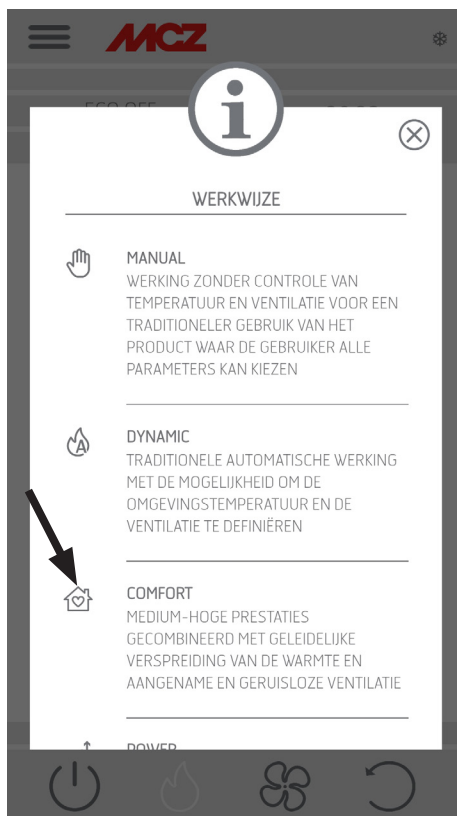 MCZ
ECO OFF
i
WERKWIJZE
MANUAL
WERKING ZONDER CONTROLE VAN
TEMPERATUUR EN VENTILATIE VOOR EEN
TRADITIONELER GEBRUIK VAN HET
PRODUCT WAAR DE GEBRUIKER ALLE
PARAMETERS KAN KIEZEN
A
DYNAMIC
TRADITIONELE AUTOMATISCHE WERKING
MET DE MOGELIJKHEID OM DE
OMGEVINGSTEMPERATUUR EN DE
VENTILATIE TE DEFINIËREN
COMFORT
MEDIUM-HOGE PRESTATIES
GECOMBINEERD MET GELEIDELIJKE
VERSPREIDING VAN DE WARMTE EN
AANGENAME EN GERUISLOZE VENTILATIE
POWER